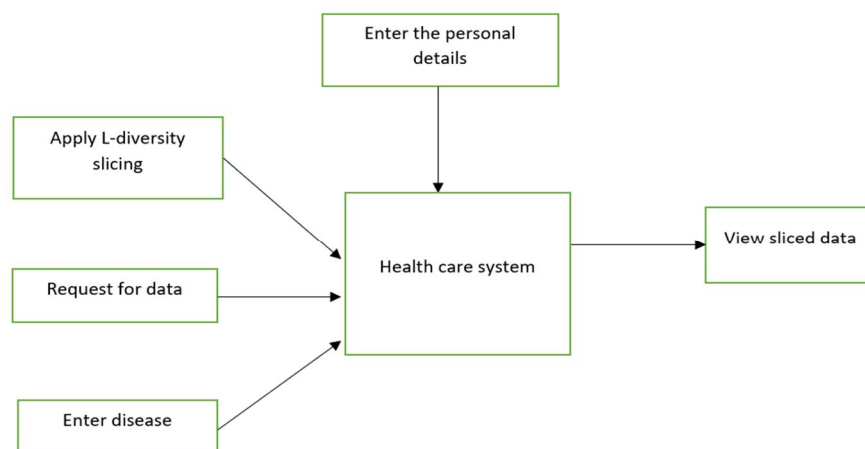 Enter the personal
details
Apply L-diversity
slicing
Health care system
View sliced data
Request for data
Enter disease